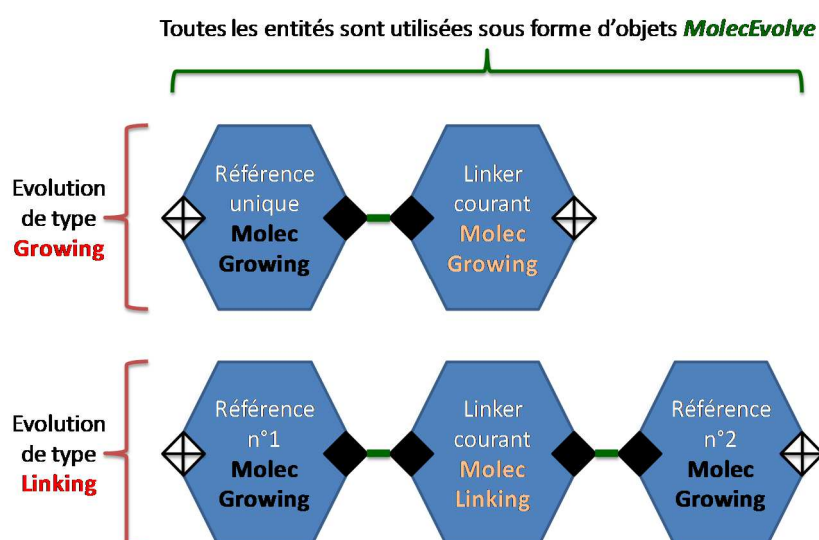 Toutes les entités sont utilisées sous forme d'objets MolecEvolve
Evolution
de type
Growing
Référence
unique
Molec
Growing
Linker
courant
Molec
Growing
Evolution
de type
Linking
Référence
n°1
Molec
Growing
Linker
courant
Molec
Linking
Référence
n°2
Molec
Growing